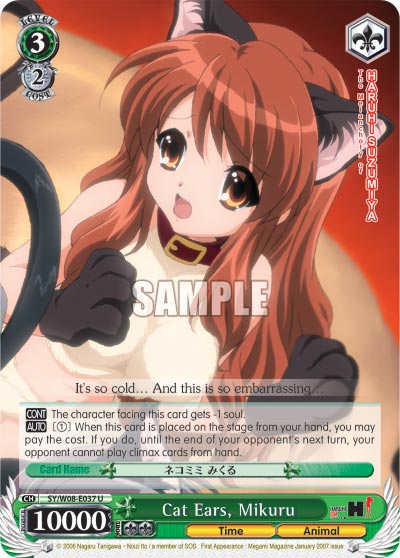 LEVEL
3
2
COST
The Melancholy of
HARUHI SUZUMIYA
SAMPLE
It's so cold… And this is so embarrassing…
CONT The character facing this card gets -1 soul.
AUTO [①] When this card is placed on the stage from your hand, you may
pay the cost. If you do, until the end of your opponent's next turn, your
opponent cannot play climax cards from hand.
Card Name
ネコミミ みくる
CH SY/W08-E037 U
10000
Cat Ears, Mikuru
Time
Animal
© 2006 Nagaru Tanigawa・Noizi Ito / a member of SOS First Appearance : Megami Magazine January 2007 issue